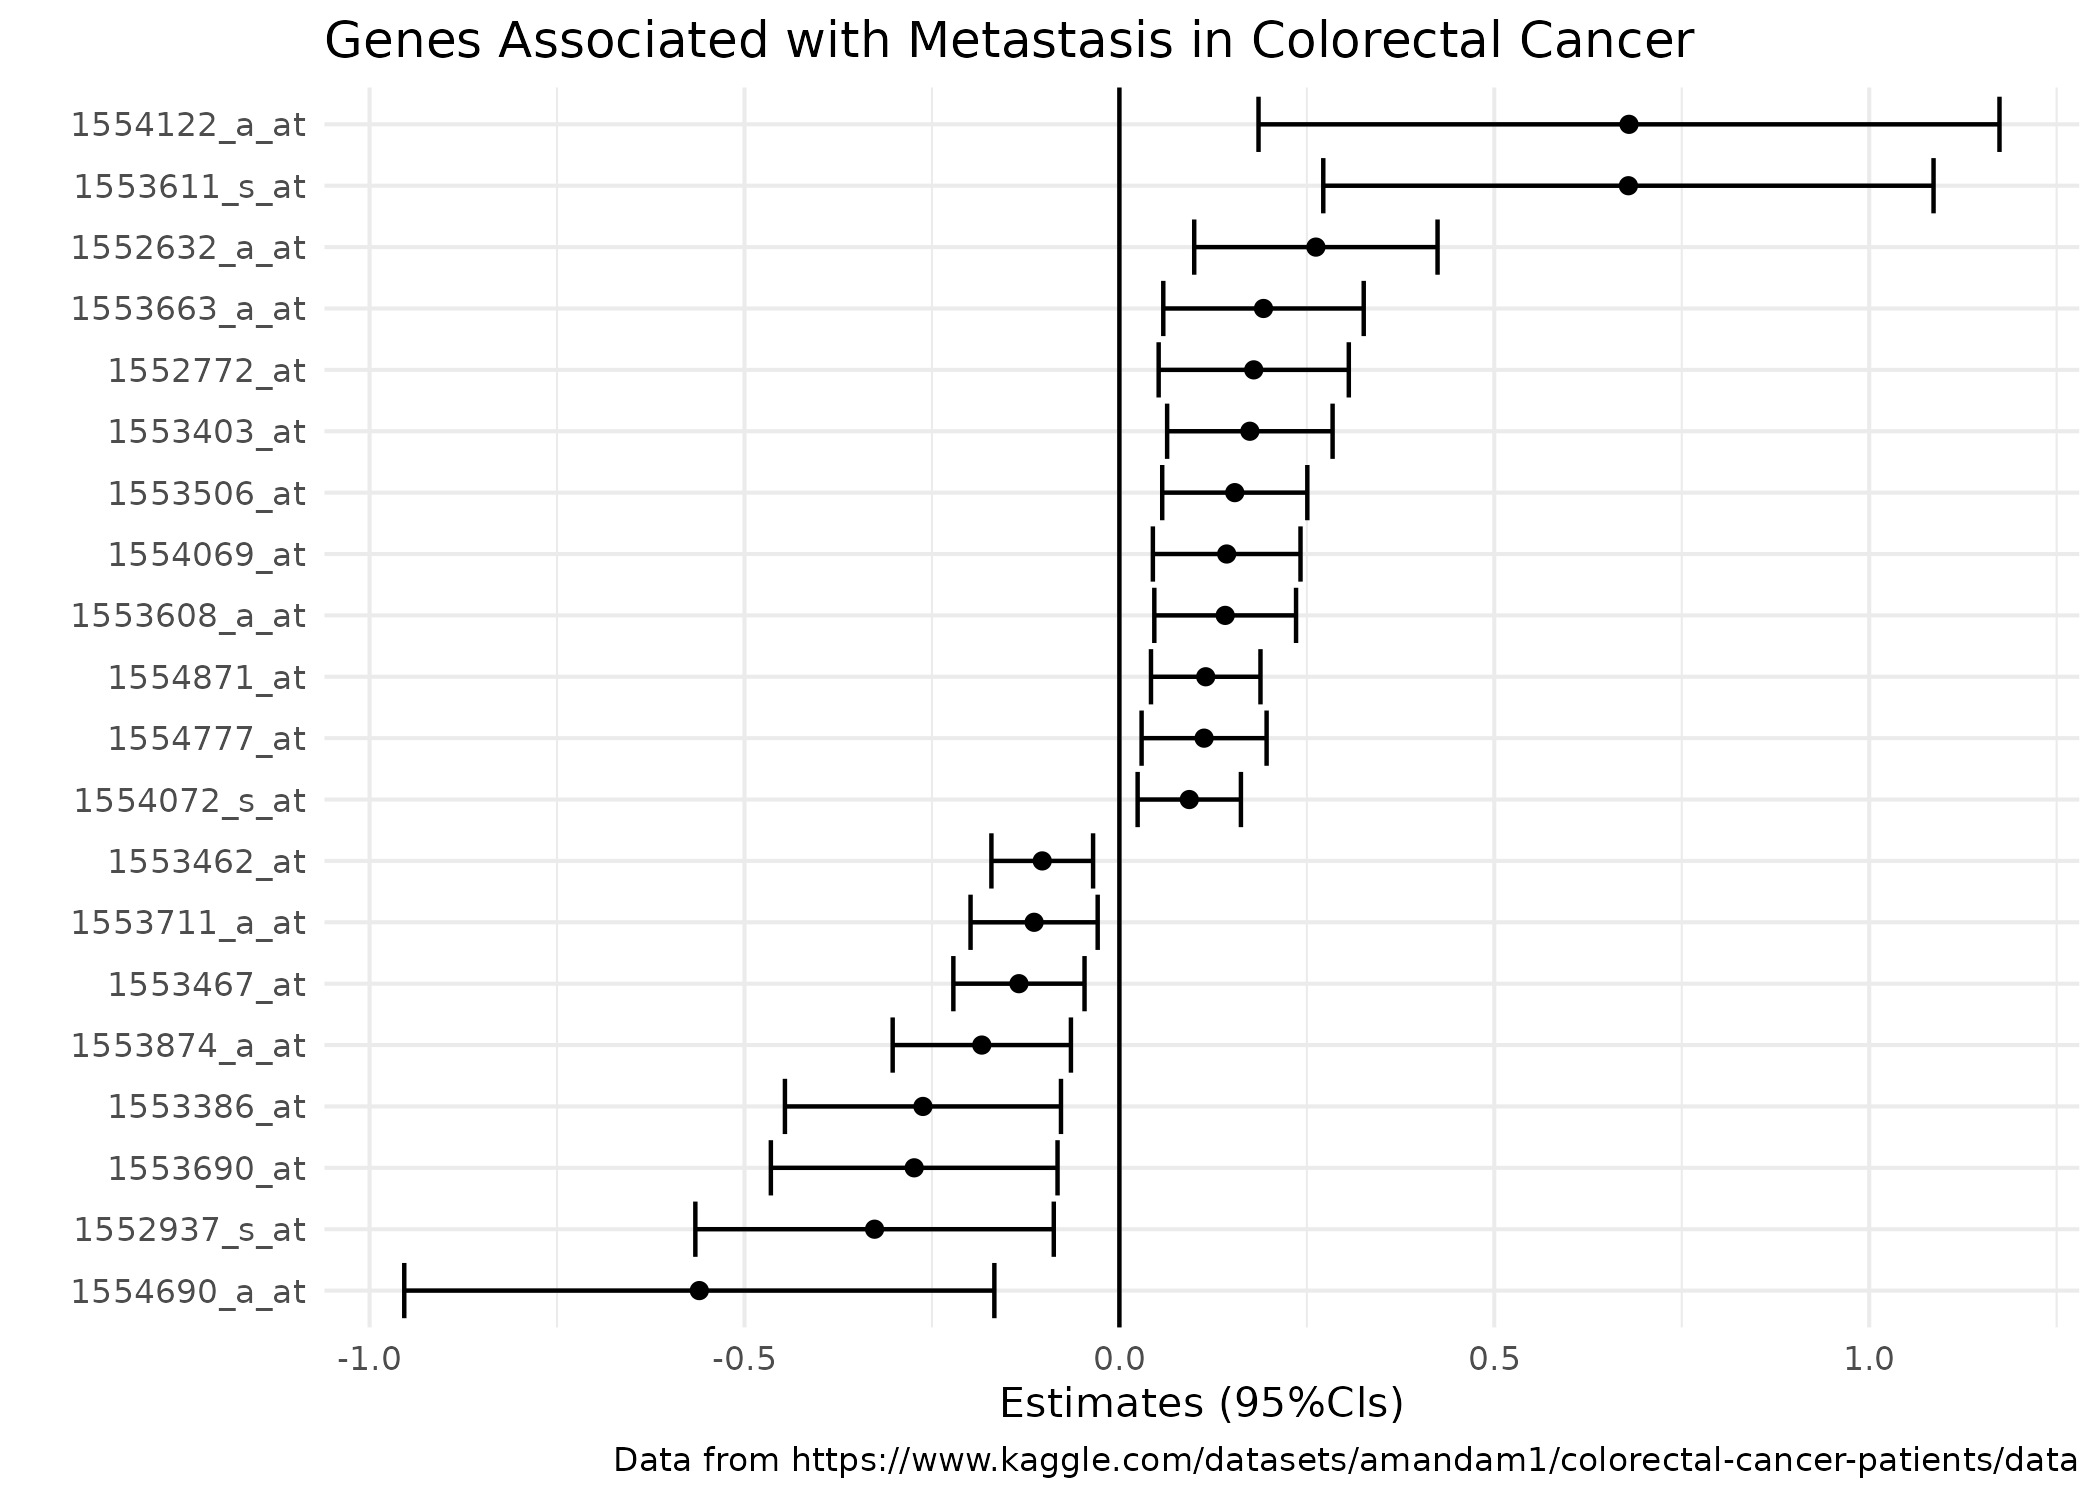 Genes Associated with Metastasis in Colorectal Cancer
1554122_a_at
1553611_s_at
1552632_a_at
1553663_a_at
1552772_at
1553403_at
1553506_at
1554069_at
1553608_a_at
1554871_at
1554777_at
1554072_s_at
1553462_at
1553711_a_at
1553467_at
1553874_a_at
1553386_at
1553690_at
1552937_s_at
1554690_a_at
-1.0 -0.5 0.0 0.5 1.0
Estimates (95%CIs)
Data from https://www.kaggle.com/datasets/amandam1/colorectal-cancer-patients/data